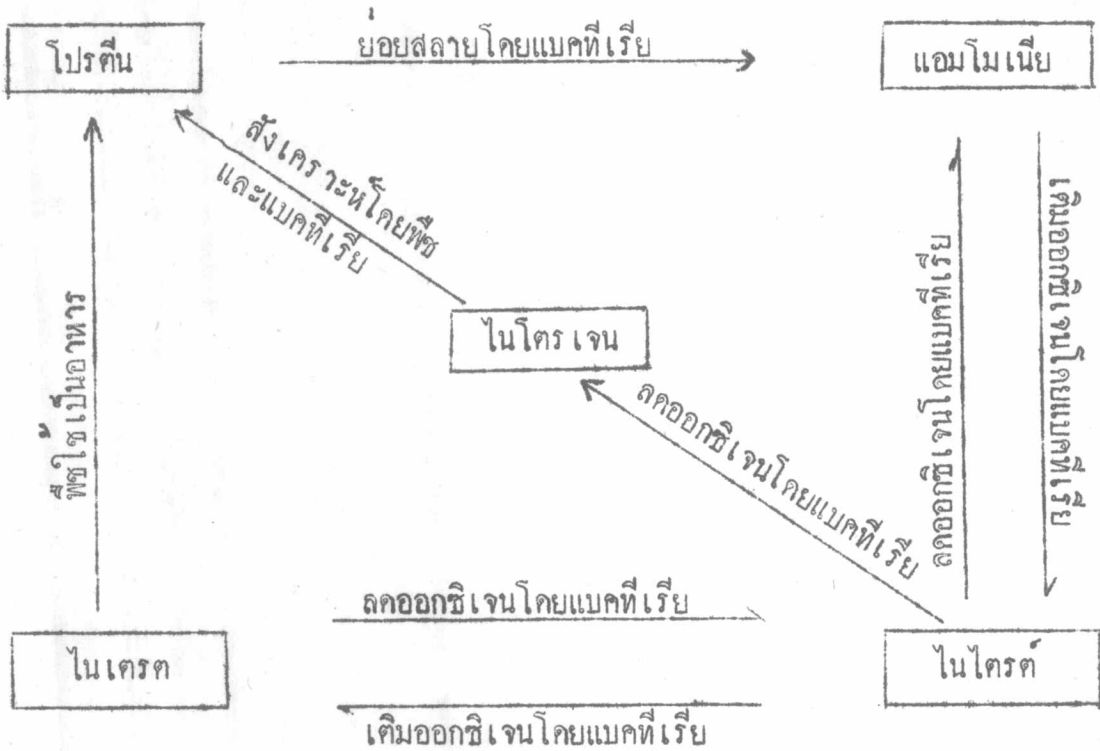 ย่อยสลายโดยแบคทีเรีย
โปรตีน
แอมโมเนีย
สังเคราะห์โดยพืช
และแบคทีเรีย
เติมออกซิเจนโดยแบคทีเรีย
ลดออกซิเจนโดยแบคทีเรีย
พืชใช้เป็นอาหาร
ไนโตรเจน
ลดออกซิเจนโดยแบคทีเรีย
ลดออกซิเจนโดยแบคทีเรีย
ไนเตรต
ไนไตรต์
เติมออกซิเจนโดยแบคทีเรีย